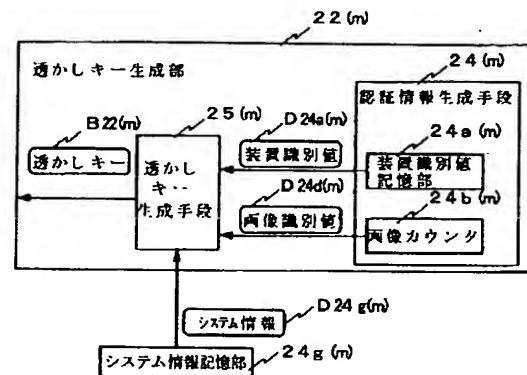 22(m)
透かしキー生成部
24(m)
認証情報生成手段
B22(m)
25(m)
D24a(m)
24a(m)
透かしキー
透かし
キー
生成手段
装置識別値
装置識別値
記憶部
D24d(m)
24b(m)
画像識別値
画像カウンタ
システム情報
D24g(m)
システム情報記憶部
24g(m)